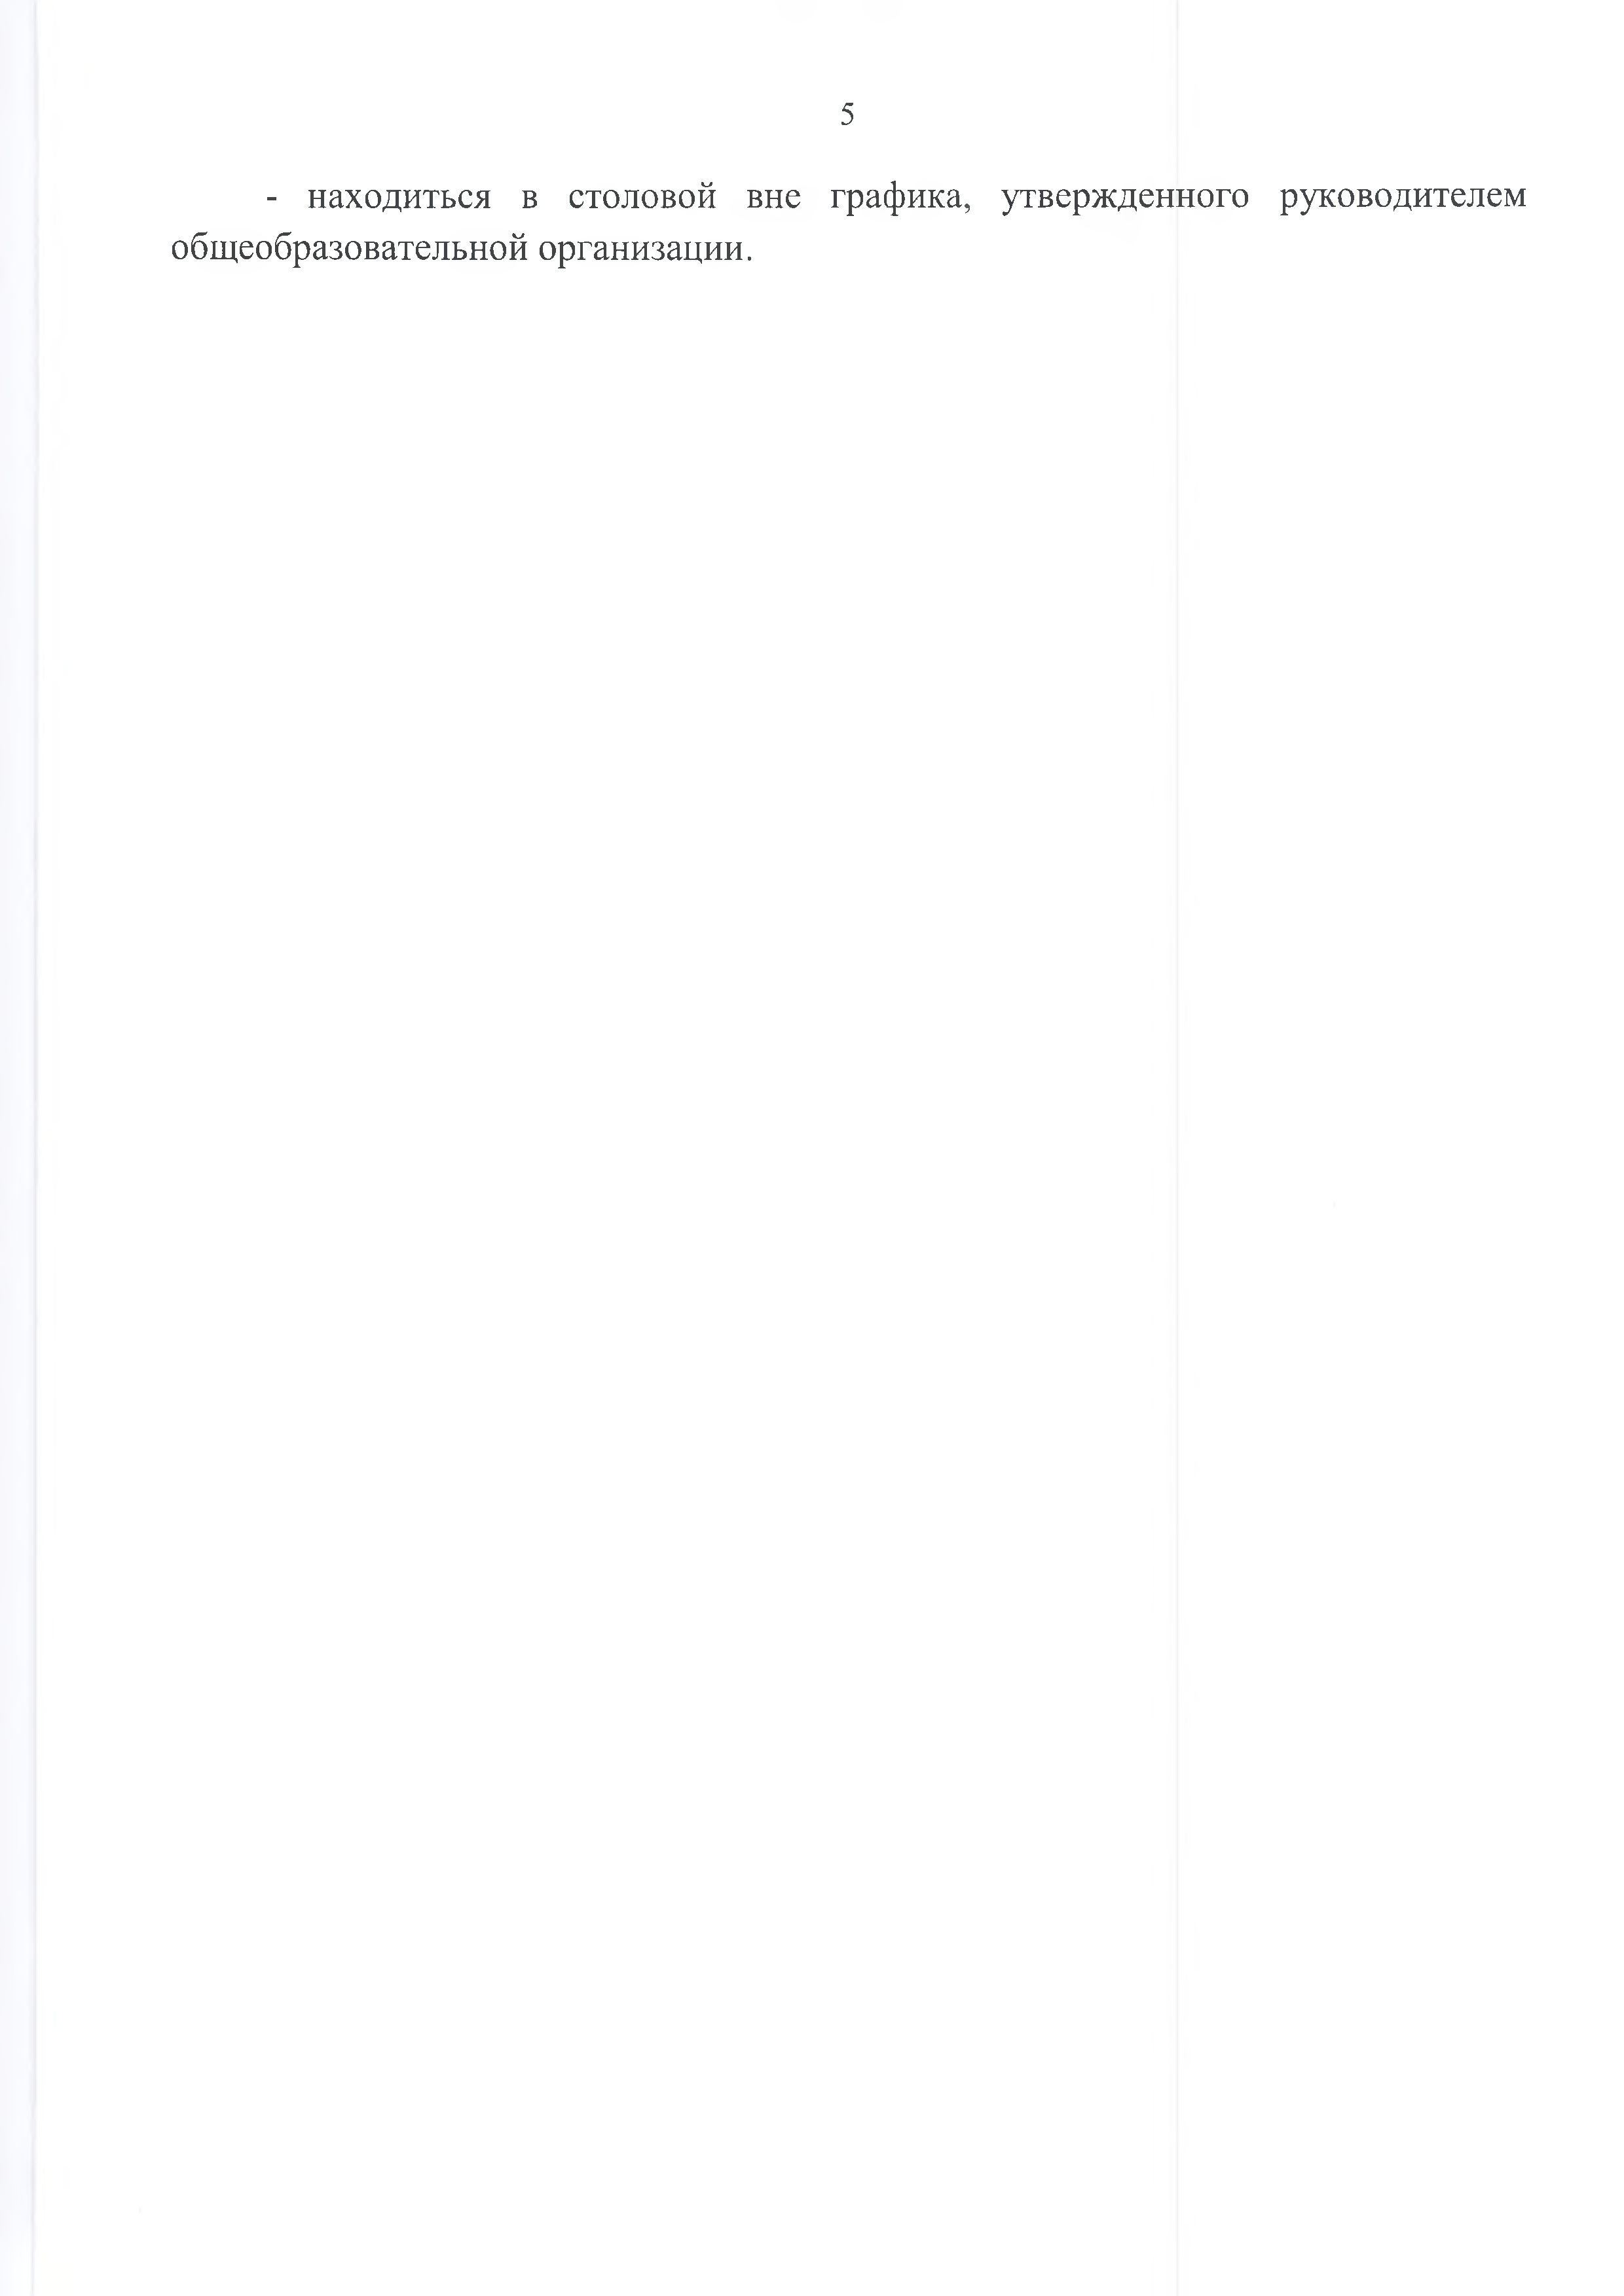 5
- находиться в столовой вне графика, утвержденного руководителем
общеобразовательной организации.